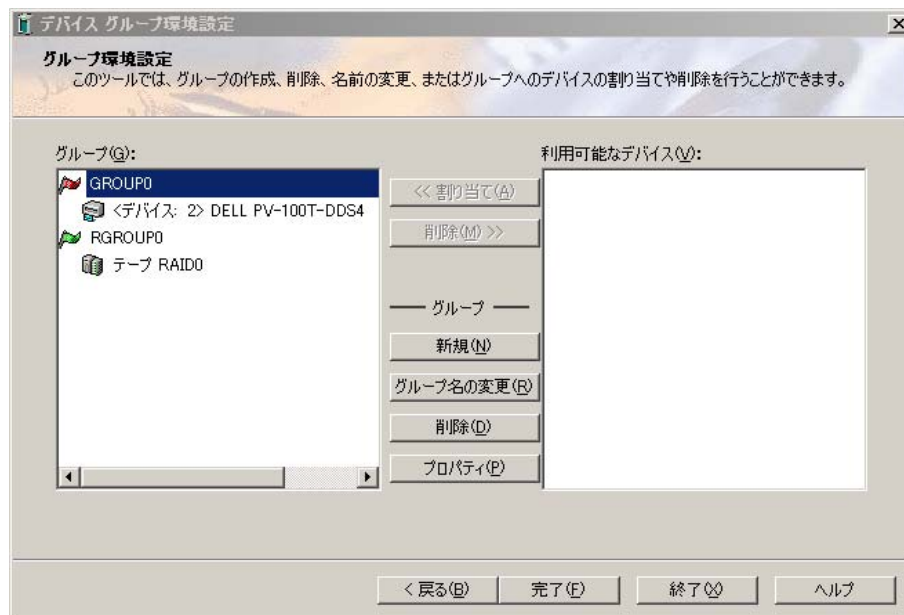 デバイス グループ環境設定
グループ環境設定
このツールでは、グループの作成、削除、名前の変更、またはグループへのデバイスの割り当てや削除を行うことができます。
グループ(G):
利用可能なデバイス(V):
GROUP0
<デバイス: 2> DELL PV-100T-DDS4
RGROUP0
テープ RAID0
<< 割り当て(A)
削除(M) >>
グループ
新規(N)
グループ名の変更(R)
削除(D)
プロパティ(P)
< 戻る(B)
完了(F)
終了(X)
ヘルプ